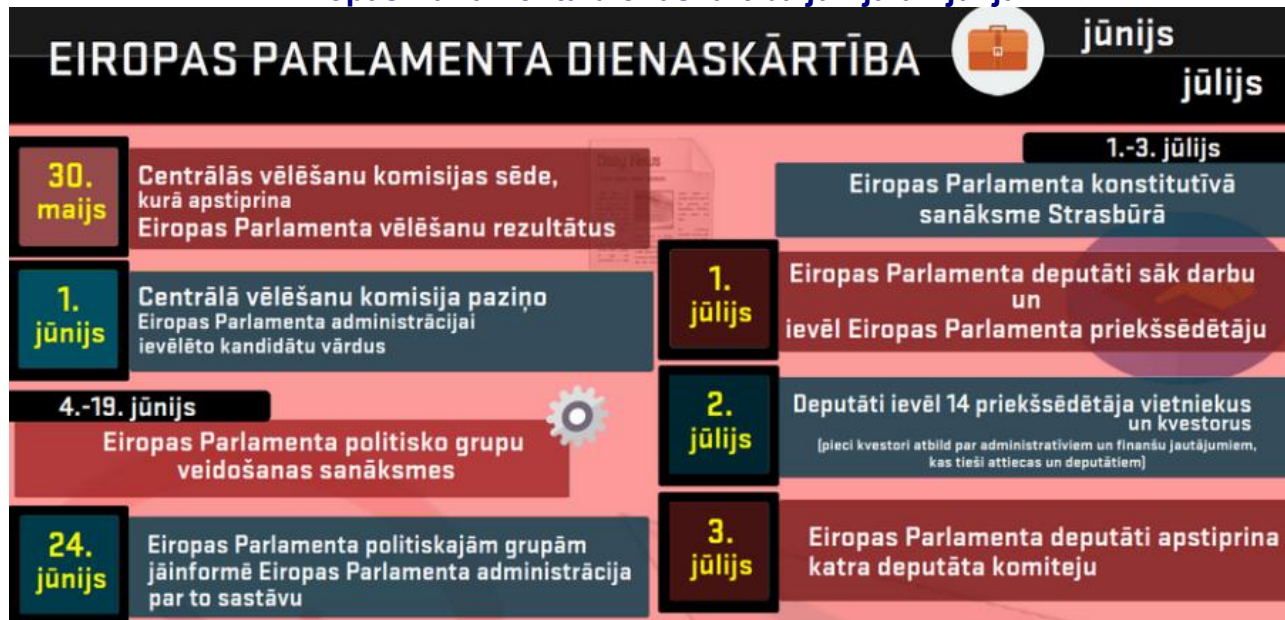 EIROPAS PARLAMENTA DIENASKĀRTĪBA
jūnijs
jūlijs
30.
maijs
Centrālās vēlēšanu komisijas sēde,
kurā apstiprina
Eiropas Parlamenta vēlēšanu rezultātus
1.
jūnijs
Centrālā vēlēšanu komisija paziņo
Eiropas Parlamenta administrācijai
ievēlēto kandidātu vārdus
4.-19. jūnijs
Eiropas Parlamenta politisko grupu
veidošanas sanāksmes
24.
jūnijs
Eiropas Parlamenta politiskajām grupām
jāinformē Eiropas Parlamenta administrācija
par to sastāvu
1.-3. jūlijs
Eiropas Parlamenta konstitutīvā
sanāksme Strasbūrā
1.
jūlijs
Eiropas Parlamenta deputāti sāk darbu
un
ievēl Eiropas Parlamenta priekšsēdētāju
2.
jūlijs
Deputāti ievēl 14 priekšsēdētāja vietniekus
un kvestorus
(pieci kvestori atbild par administratīviem un finanšu jautājumiem,
kas tieši attiecas un deputātiem)
3.
jūlijs
Eiropas Parlamenta deputāti apstiprina
katra deputāta komiteju